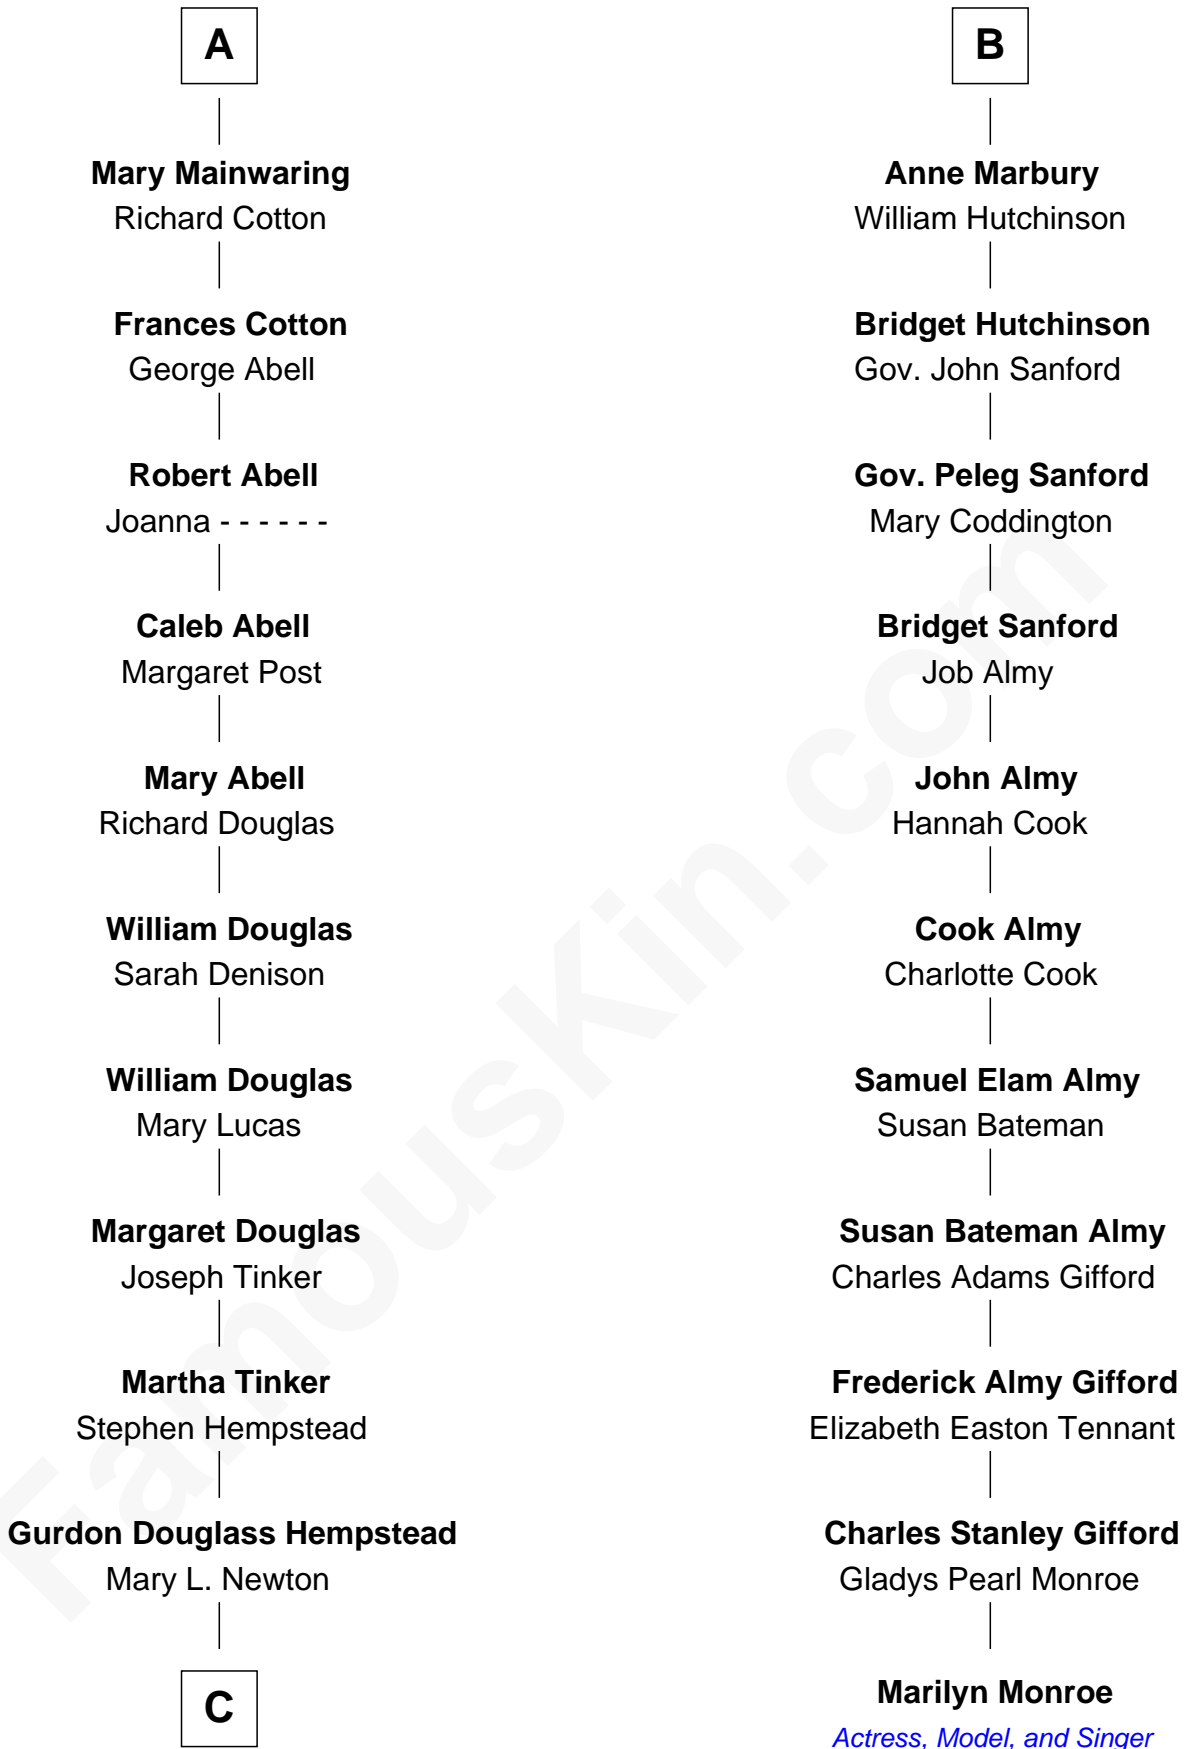 A
Mary Mainwaring
Richard Cotton
Frances Cotton
George Abell
Robert Abell
Joanna - - - - - -
Caleb Abell
Margaret Post
Mary Abell
Richard Douglas
William Douglas
Sarah Denison
William Douglas
Mary Lucas
Margaret Douglas
Joseph Tinker
Martha Tinker
Stephen Hempstead
Gurdon Douglass Hempstead
Mary L. Newton
C
B
Anne Marbury
William Hutchinson
Bridget Hutchinson
Gov. John Sanford
Gov. Peleg Sanford
Mary Coddington
Bridget Sanford
Job Almy
John Almy
Hannah Cook
Cook Almy
Charlotte Cook
Samuel Elam Almy
Susan Bateman
Susan Bateman Almy
Charles Adams Gifford
Frederick Almy Gifford
Elizabeth Easton Tennant
Charles Stanley Gifford
Gladys Pearl Monroe
Marilyn Monroe
Actress, Model, and Singer
FamousKin.com